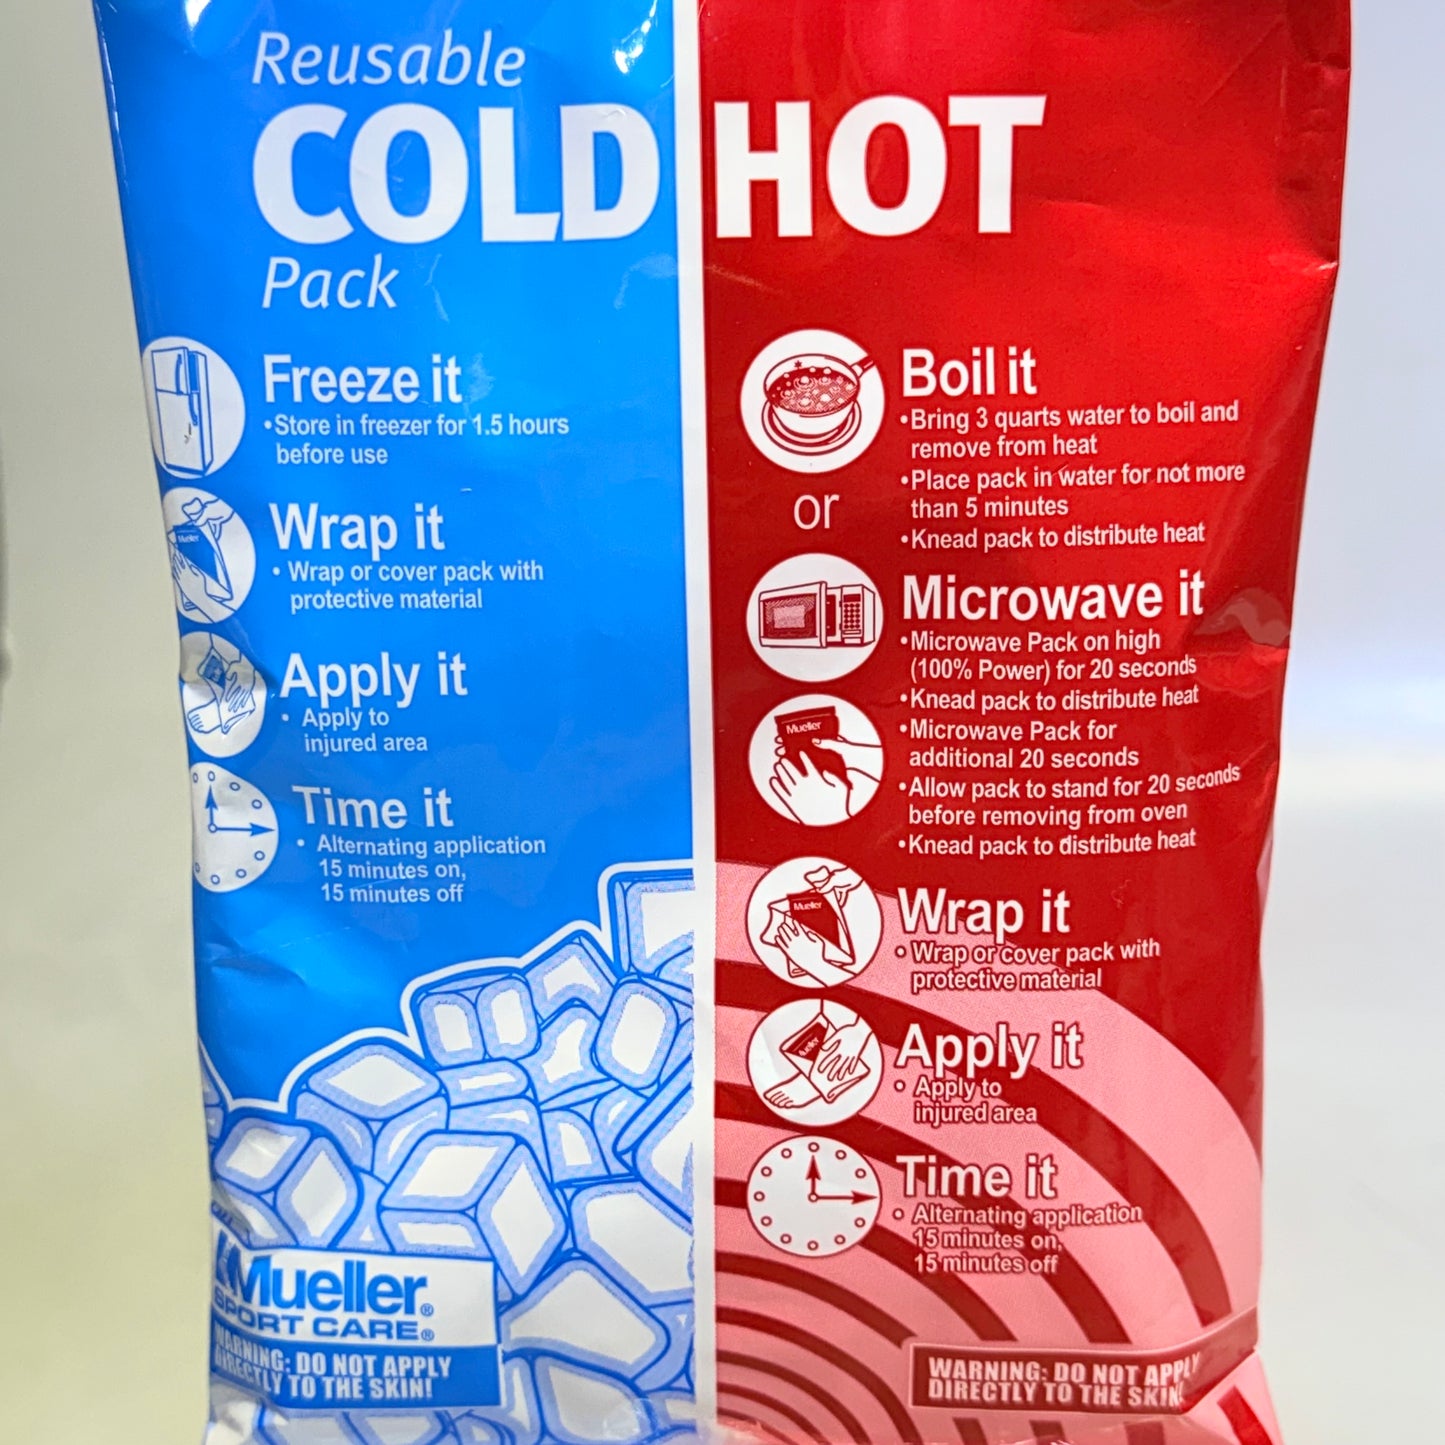 Reusable
COLD
Pack
Freeze it
•Store in freezer for 1.5 hours
before use
Wrap it
• Wrap or cover pack with
protective material
Mueller
Apply it
• Apply to
injured area
Time it
• Alternating application
15 minutes on,
15 minutes off
Mueller®
SPORT CARE®
WARNING: DO NOT APPLY
DIRECTLY TO THE SKIN!
HOT
Boil it
•Bring 3 quarts water to boil and
remove from heat
•Place pack in water for not more
than 5 minutes
•Knead pack to distribute heat
or
Microwave it
•Microwave Pack on high
(100% Power) for 20 seconds
•Knead pack to distribute heat
•Microwave Pack for
additional 20 seconds
•Allow pack to stand for 20 seconds
before removing from oven
•Knead pack to distribute heat
Mueller
Wrap it
• Wrap or cover pack with
protective material
Mueller
Apply it
• Apply to
injured area
Mueller
Time it
• Alternating application
15 minutes on,
15 minutes off
WARNING: DO NOT APPLY
DIRECTLY TO THE SKIN!